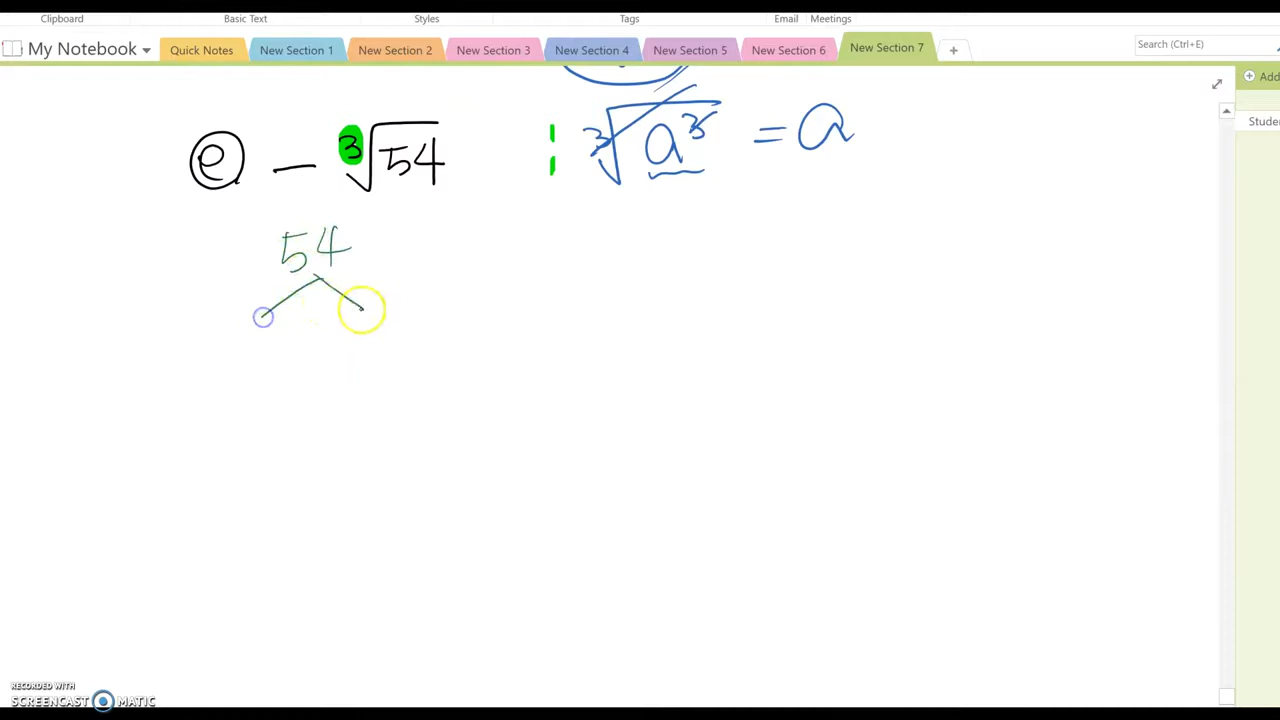 Clipboard Basic Text Styles Tags Email Meetings
My Notebook Quick Notes New Section 1 New Section 2 New Section 3 New Section 4 New Section 5 New Section 6 New Section 7 + Search (Ctrl+E)
Add
Studen
e - ∛54 ∛a³ = a
54
RECORDED WITH
SCREENCAST MATIC